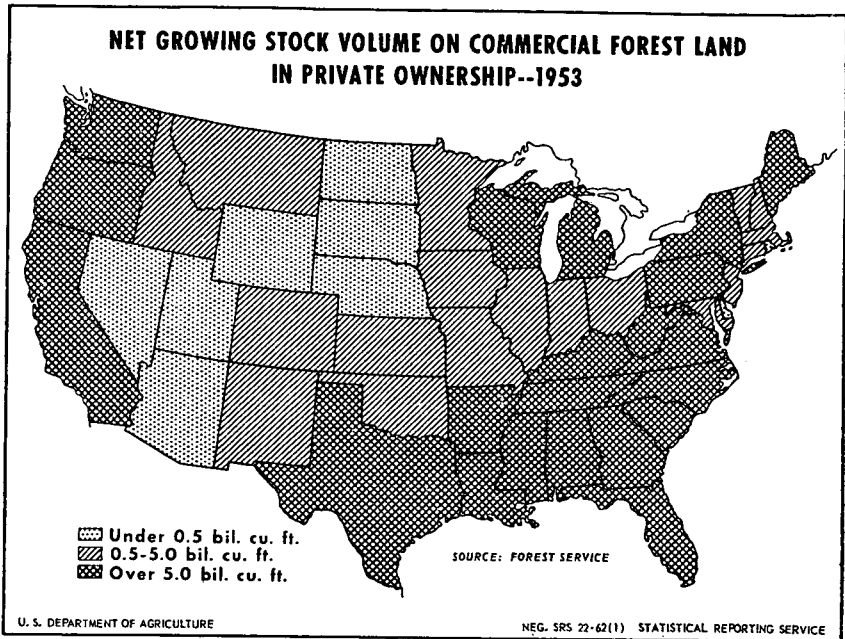 NET GROWING STOCK VOLUME ON COMMERCIAL FOREST LAND
IN PRIVATE OWNERSHIP--1953
Under 0.5 bil. cu. ft.
0.5-5.0 bil. cu. ft.
Over 5.0 bil. cu. ft.
SOURCE: FOREST SERVICE
U. S. DEPARTMENT OF AGRICULTURE
NEG. SRS 22-62(1) STATISTICAL REPORTING SERVICE